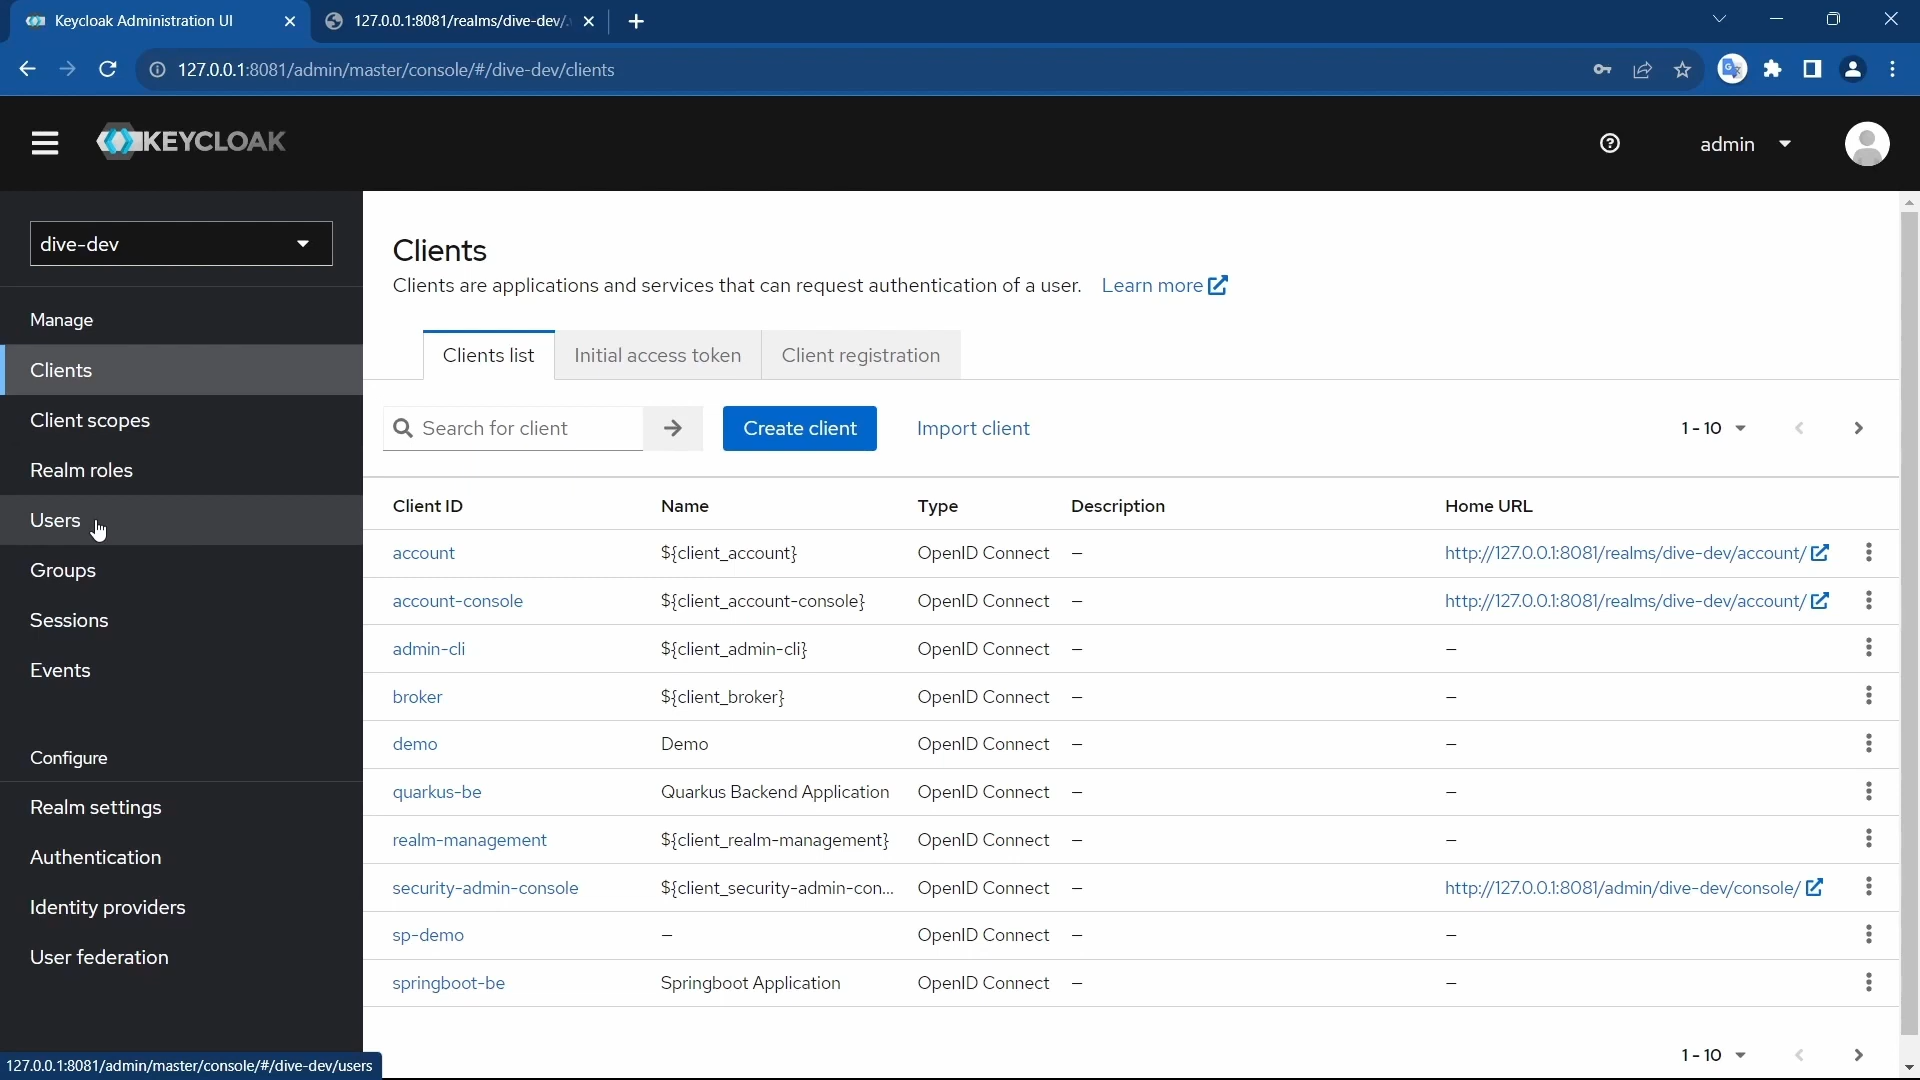 Keycloak Administration UI
127.0.0.1:8081/realms/dive-dev/.
127.0.0.1:8081/admin/master/console/#/dive-dev/clients
KEYCLOAK
admin
dive-dev
Manage
Clients
Client scopes
Realm roles
Users
Groups
Sessions
Events
Configure
Realm settings
Authentication
Identity providers
User federation
127.0.0.1:8081/admin/master/console/#/dive-dev/users
Clients
Clients are applications and services that can request authentication of a user. Learn more
Clients list Initial access token Client registration
Search for client Create client Import client 1 - 10
Client ID Name Type Description Home URL
account ${client_account} OpenID Connect – http://127.0.0.1:8081/realms/dive-dev/account/
account-console ${client_account-console} OpenID Connect – http://127.0.0.1:8081/realms/dive-dev/account/
admin-cli ${client_admin-cli} OpenID Connect – –
broker ${client_broker} OpenID Connect – –
demo Demo OpenID Connect – –
quarkus-be Quarkus Backend Application OpenID Connect – –
realm-management ${client_realm-management} OpenID Connect – –
security-admin-console ${client_security-admin-con... OpenID Connect – http://127.0.0.1:8081/admin/dive-dev/console/
sp-demo – OpenID Connect – –
springboot-be Springboot Application OpenID Connect – –
1 - 10